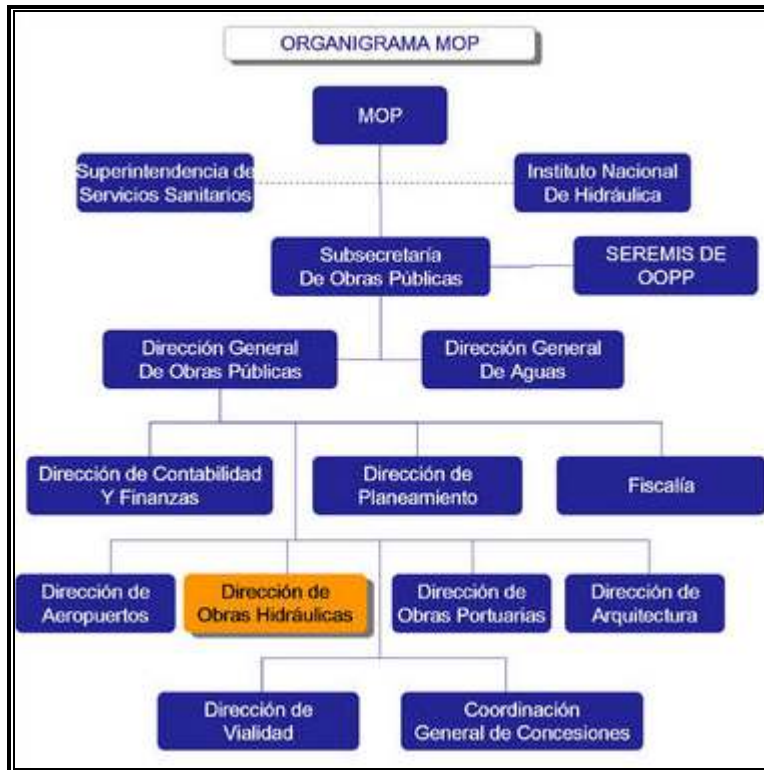 ORGANIGRAMA MOP
MOP
Superintendencia de
Servicios Sanitarios
Instituto Nacional
De Hidráulica
Subsecretaría
De Obras Públicas
SEREMIS DE
OOPP
Dirección General
De Obras Públicas
Dirección General
De Aguas
Dirección de Contabilidad
Y Finanzas
Dirección de
Planeamiento
Fiscalía
Dirección de
Aeropuertos
Dirección de
Obras Hidráulicas
Dirección de
Obras Portuarias
Dirección de
Arquitectura
Dirección de
Vialidad
Coordinación
General de Concesiones